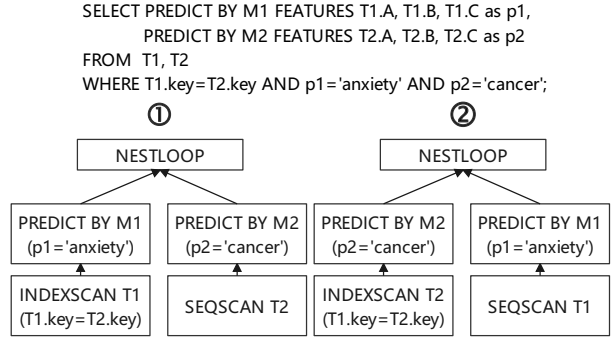 SELECT PREDICT BY M1 FEATURES T1.A, T1.B, T1.C as p1,
PREDICT BY M2 FEATURES T2.A, T2.B, T2.C as p2
FROM T1, T2
WHERE T1.key=T2.key AND p1='anxiety' AND p2='cancer';
①
NESTLOOP
PREDICT BY M1
(p1='anxiety')
PREDICT BY M2
(p2='cancer')
INDEXSCAN T1
(T1.key=T2.key)
SEQSCAN T2
②
NESTLOOP
PREDICT BY M2
(p2='cancer')
PREDICT BY M1
(p1='anxiety')
INDEXSCAN T2
(T1.key=T2.key)
SEQSCAN T1